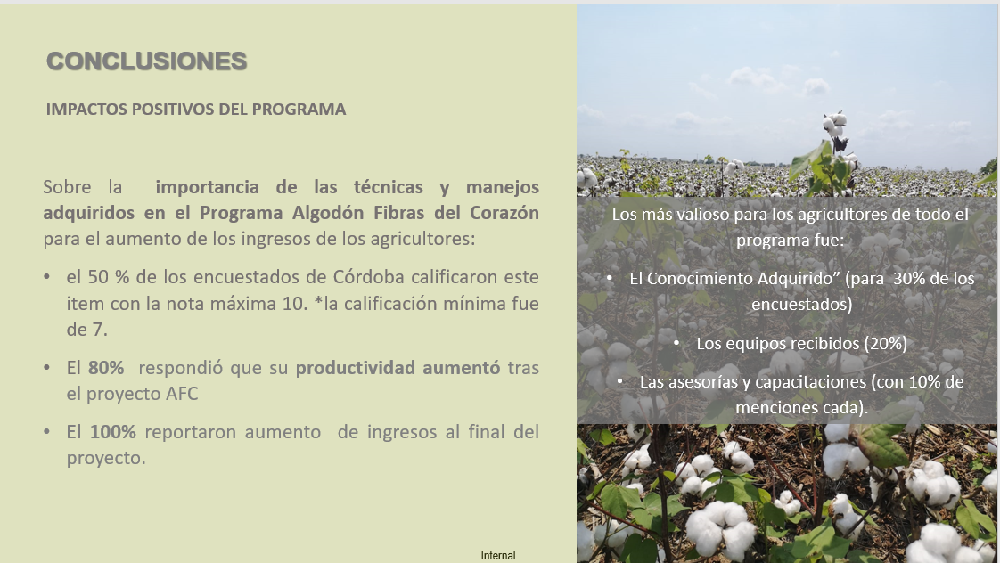 CONCLUSIONES
IMPACTOS POSITIVOS DEL PROGRAMA
Sobre la importancia de las técnicas y manejos
adquiridos en el Programa Algodón Fibras del Corazón
para el aumento de los ingresos de los agricultores:
• el 50 % de los encuestados de Córdoba calificaron este
item con la nota máxima 10. *la calificación mínima fue
de 7.
• El 80% respondió que su productividad aumentó tras
el proyecto AFC
• El 100% reportaron aumento de ingresos al final del
proyecto.
Los más valioso para los agricultores de todo el
programa fue:
• El Conocimiento Adquirido” (para 30% de los
encuestados)
• Los equipos recibidos (20%)
• Las asesorías y capacitaciones (con 10% de
menciones cada).
Internal